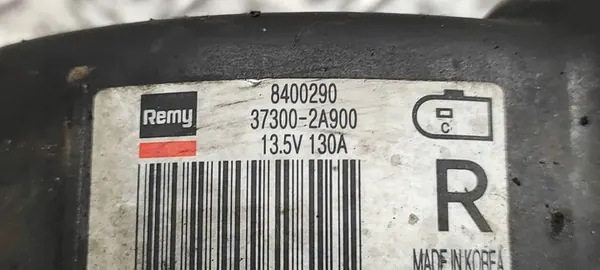 Remy
8400290
37300-2A900
13.5V 130A
C
R
MADE IN KOREA